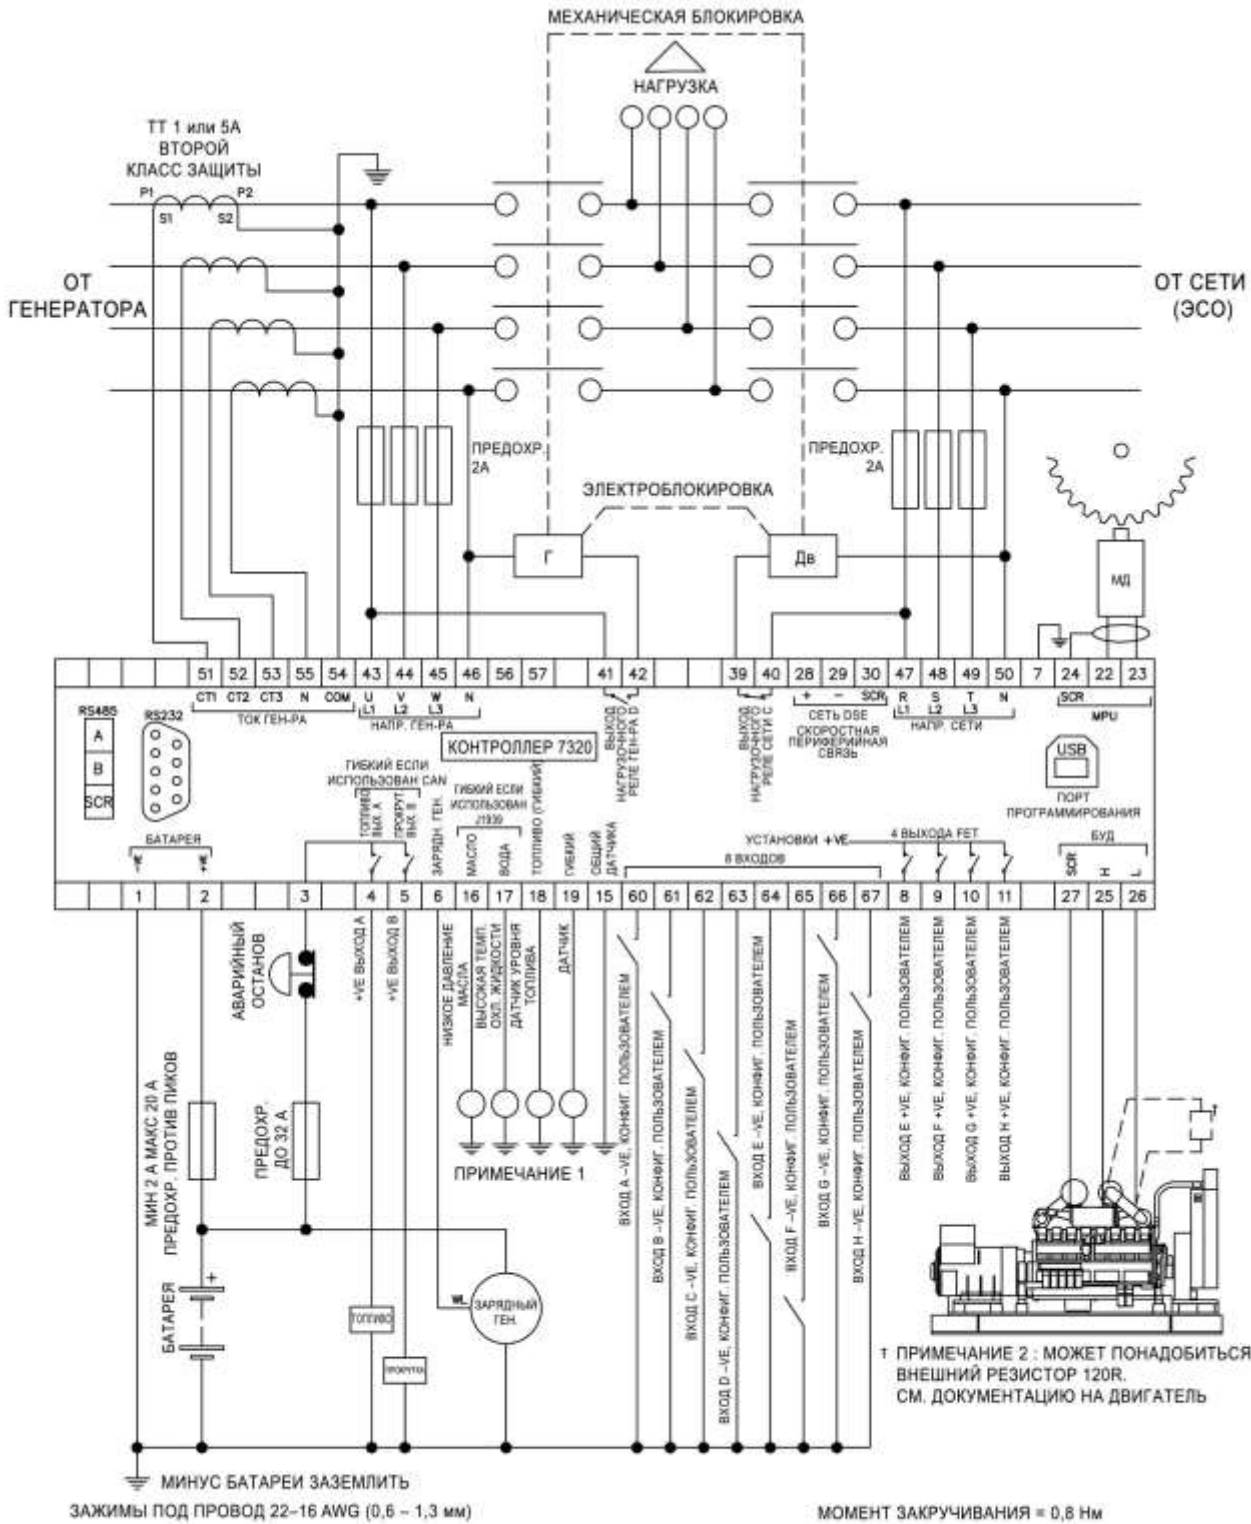 МЕХАНИЧЕСКАЯ БЛОКИРОВКА
НАГРУЗКА
ТТ 1 или 5А
ВТОРОЙ
КЛАСС ЗАЩИТЫ
P1
P2
S1
S2
ОТ
ГЕНЕРАТОРА
ОТ СЕТИ
(ЭСО)
ПРЕДОХР.
2А
ПРЕДОХР.
2А
ЭЛЕКТРОБЛОКИРОВКА
Г
Дв
МД
51 52 53 55 54 43 44 45 46 56 57 41 42 39 40 28 29 30 47 48 49 50 7 24 22 23
CT1 CT2 CT3 N COM U V W N + − SCR R S T N SCR
L1 L2 L3 L1 L2 L3
ТОК ГЕН-РА
НАПР. ГЕН-РА
ВЫХОД
НАГРУЗОЧНОГО
РЕЛЕ ГЕН-РА D
ВЫХОД
НАГРУЗОЧНОГО
РЕЛЕ СЕТИ C
СЕТЬ DSE
СКОРОСТНАЯ
ПЕРИФЕРИЙНАЯ
СВЯЗЬ
НАПР. СЕТИ
MPU
RS485
A
B
SCR
RS232
КОНТРОЛЛЕР 7320
USB
ПОРТ
ПРОГРАММИРОВАНИЯ
ГИБКИЙ ЕСЛИ
ИСПОЛЬЗОВАН CAN
ТОПЛИВО
ВЫХ. A
ПРОКРУТ.
ВЫХ. B
ЗАРЯДН. ГЕН.
ГИБКИЙ ЕСЛИ
ИСПОЛЬЗОВАН
J1939
МАСЛО
ВОДА
ТОПЛИВО (ГИБКИЙ)
ГИБКИЙ
ОБЩИЙ
ДАТЧИКА
БАТАРЕЯ
-VE
+VE
8 ВХОДОВ
УСТАНОВКИ +VE
4 ВЫХОДА FET
БУД
SCR
H
L
1 2 3 4 5 6 16 17 18 19 15 60 61 62 63 64 65 66 67 8 9 10 11 27 25 26
АВАРИЙНЫЙ
ОСТАНОВ
+VE ВЫХОД A
+VE ВЫХОД B
НИЗКОЕ ДАВЛЕНИЕ
МАСЛА
ВЫСОКАЯ ТЕМП.
ОХЛ. ЖИДКОСТИ
ДАТЧИК УРОВНЯ
ТОПЛИВА
ДАТЧИК
ВХОД A –VE, КОНФИГ. ПОЛЬЗОВАТЕЛЕМ
ВХОД B –VE, КОНФИГ. ПОЛЬЗОВАТЕЛЕМ
ВХОД C –VE, КОНФИГ. ПОЛЬЗОВАТЕЛЕМ
ВХОД D –VE, КОНФИГ. ПОЛЬЗОВАТЕЛЕМ
ВХОД E –VE, КОНФИГ. ПОЛЬЗОВАТЕЛЕМ
ВХОД F –VE, КОНФИГ. ПОЛЬЗОВАТЕЛЕМ
ВХОД G –VE, КОНФИГ. ПОЛЬЗОВАТЕЛЕМ
ВХОД H –VE, КОНФИГ. ПОЛЬЗОВАТЕЛЕМ
ВЫХОД E +VE, КОНФИГ. ПОЛЬЗОВАТЕЛЕМ
ВЫХОД F +VE, КОНФИГ. ПОЛЬЗОВАТЕЛЕМ
ВЫХОД G +VE, КОНФИГ. ПОЛЬЗОВАТЕЛЕМ
ВЫХОД H +VE, КОНФИГ. ПОЛЬЗОВАТЕЛЕМ
МИН 2 А МАКС 20 А
ПРЕДОХР. ПРОТИВ ПИКОВ
ПРЕДОХР.
ДО 32 А
ПРИМЕЧАНИЕ 1
БАТАРЕЯ
+
ТОПЛИВО
ПРОКРУТКА
WL
ЗАРЯДНЫЙ
ГЕН.
†
† ПРИМЕЧАНИЕ 2 : МОЖЕТ ПОНАДОБИТЬСЯ
ВНЕШНИЙ РЕЗИСТОР 120R.
СМ. ДОКУМЕНТАЦИЮ НА ДВИГАТЕЛЬ
МИНУС БАТАРЕИ ЗАЗЕМЛИТЬ
ЗАЖИМЫ ПОД ПРОВОД 22–16 AWG (0,6 – 1,3 мм)
МОМЕНТ ЗАКРУЧИВАНИЯ = 0,8 Нм